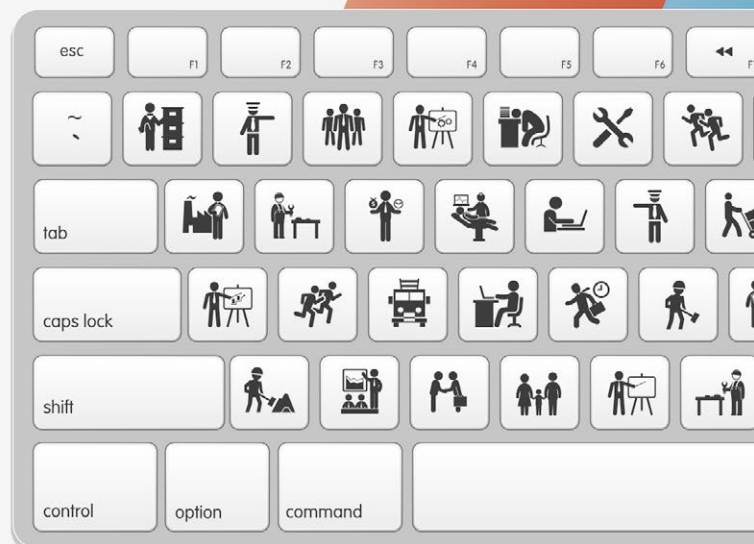 esc F1 F2 F3 F4 F5 F6
~
`
tab
caps lock
shift
control option command